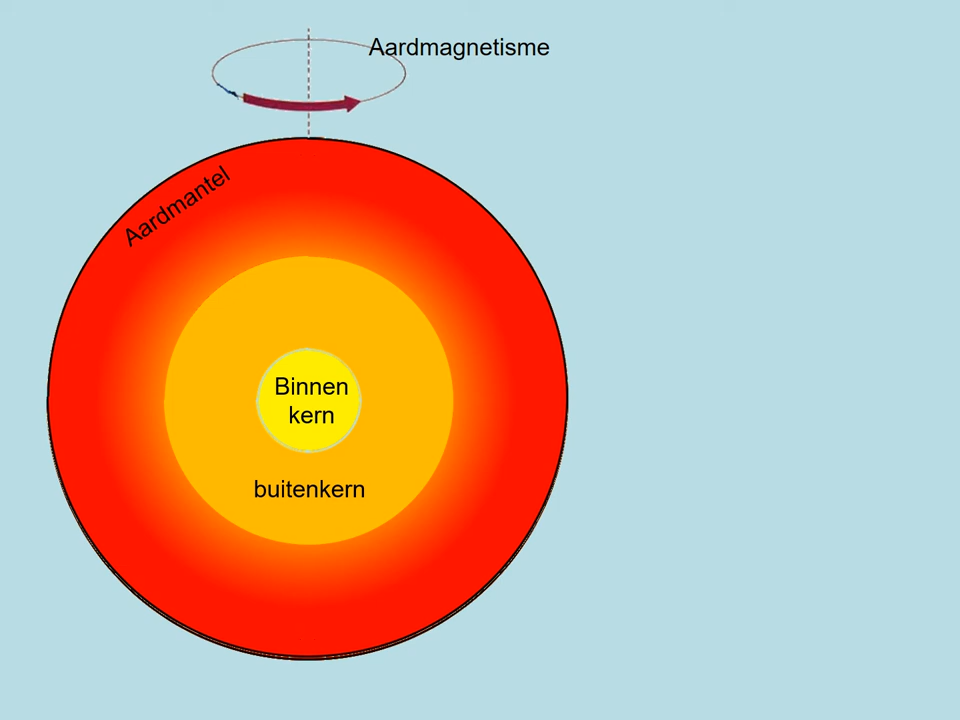 Aardmagnetisme
Aardmantel
Binnen
kern
buitenkern